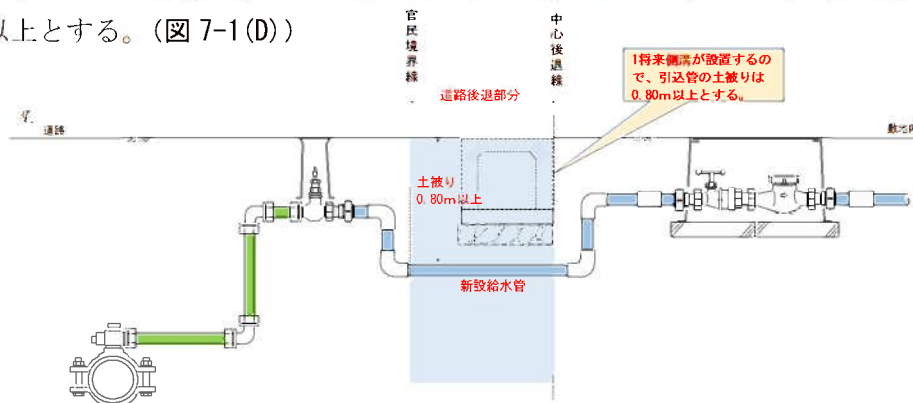 以上とする。(図 7-1(D))
官民境界線
中心後退線
道路後退部分
1将来側溝が設置するの
で、引込管の土被りは
0.80m以上とする。
道路
敷地内
土被り
0.80m以上
新設給水管